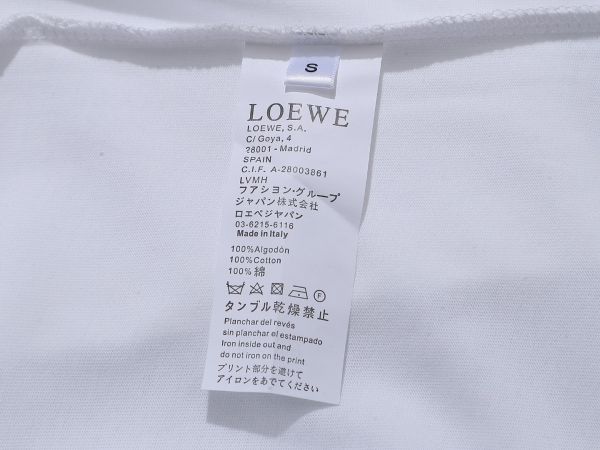 S
LOEWE
LOEWE, S.A.
C/ Goya, 4
?8001 - Madrid
SPAIN
C.I.F. A-28003861
LVMH
フアション・グループ
ジャパン株式会社
ロエベジャパン
03-6215-6116
Made in Italy
100%Algodón
100%Cotton
100%綿
F
タンブル乾燥禁止
Planchar del revés
sin planchar el estampado
Iron inside out and
do not iron on the print
プリント部分を避けて
アイロンをあでてください